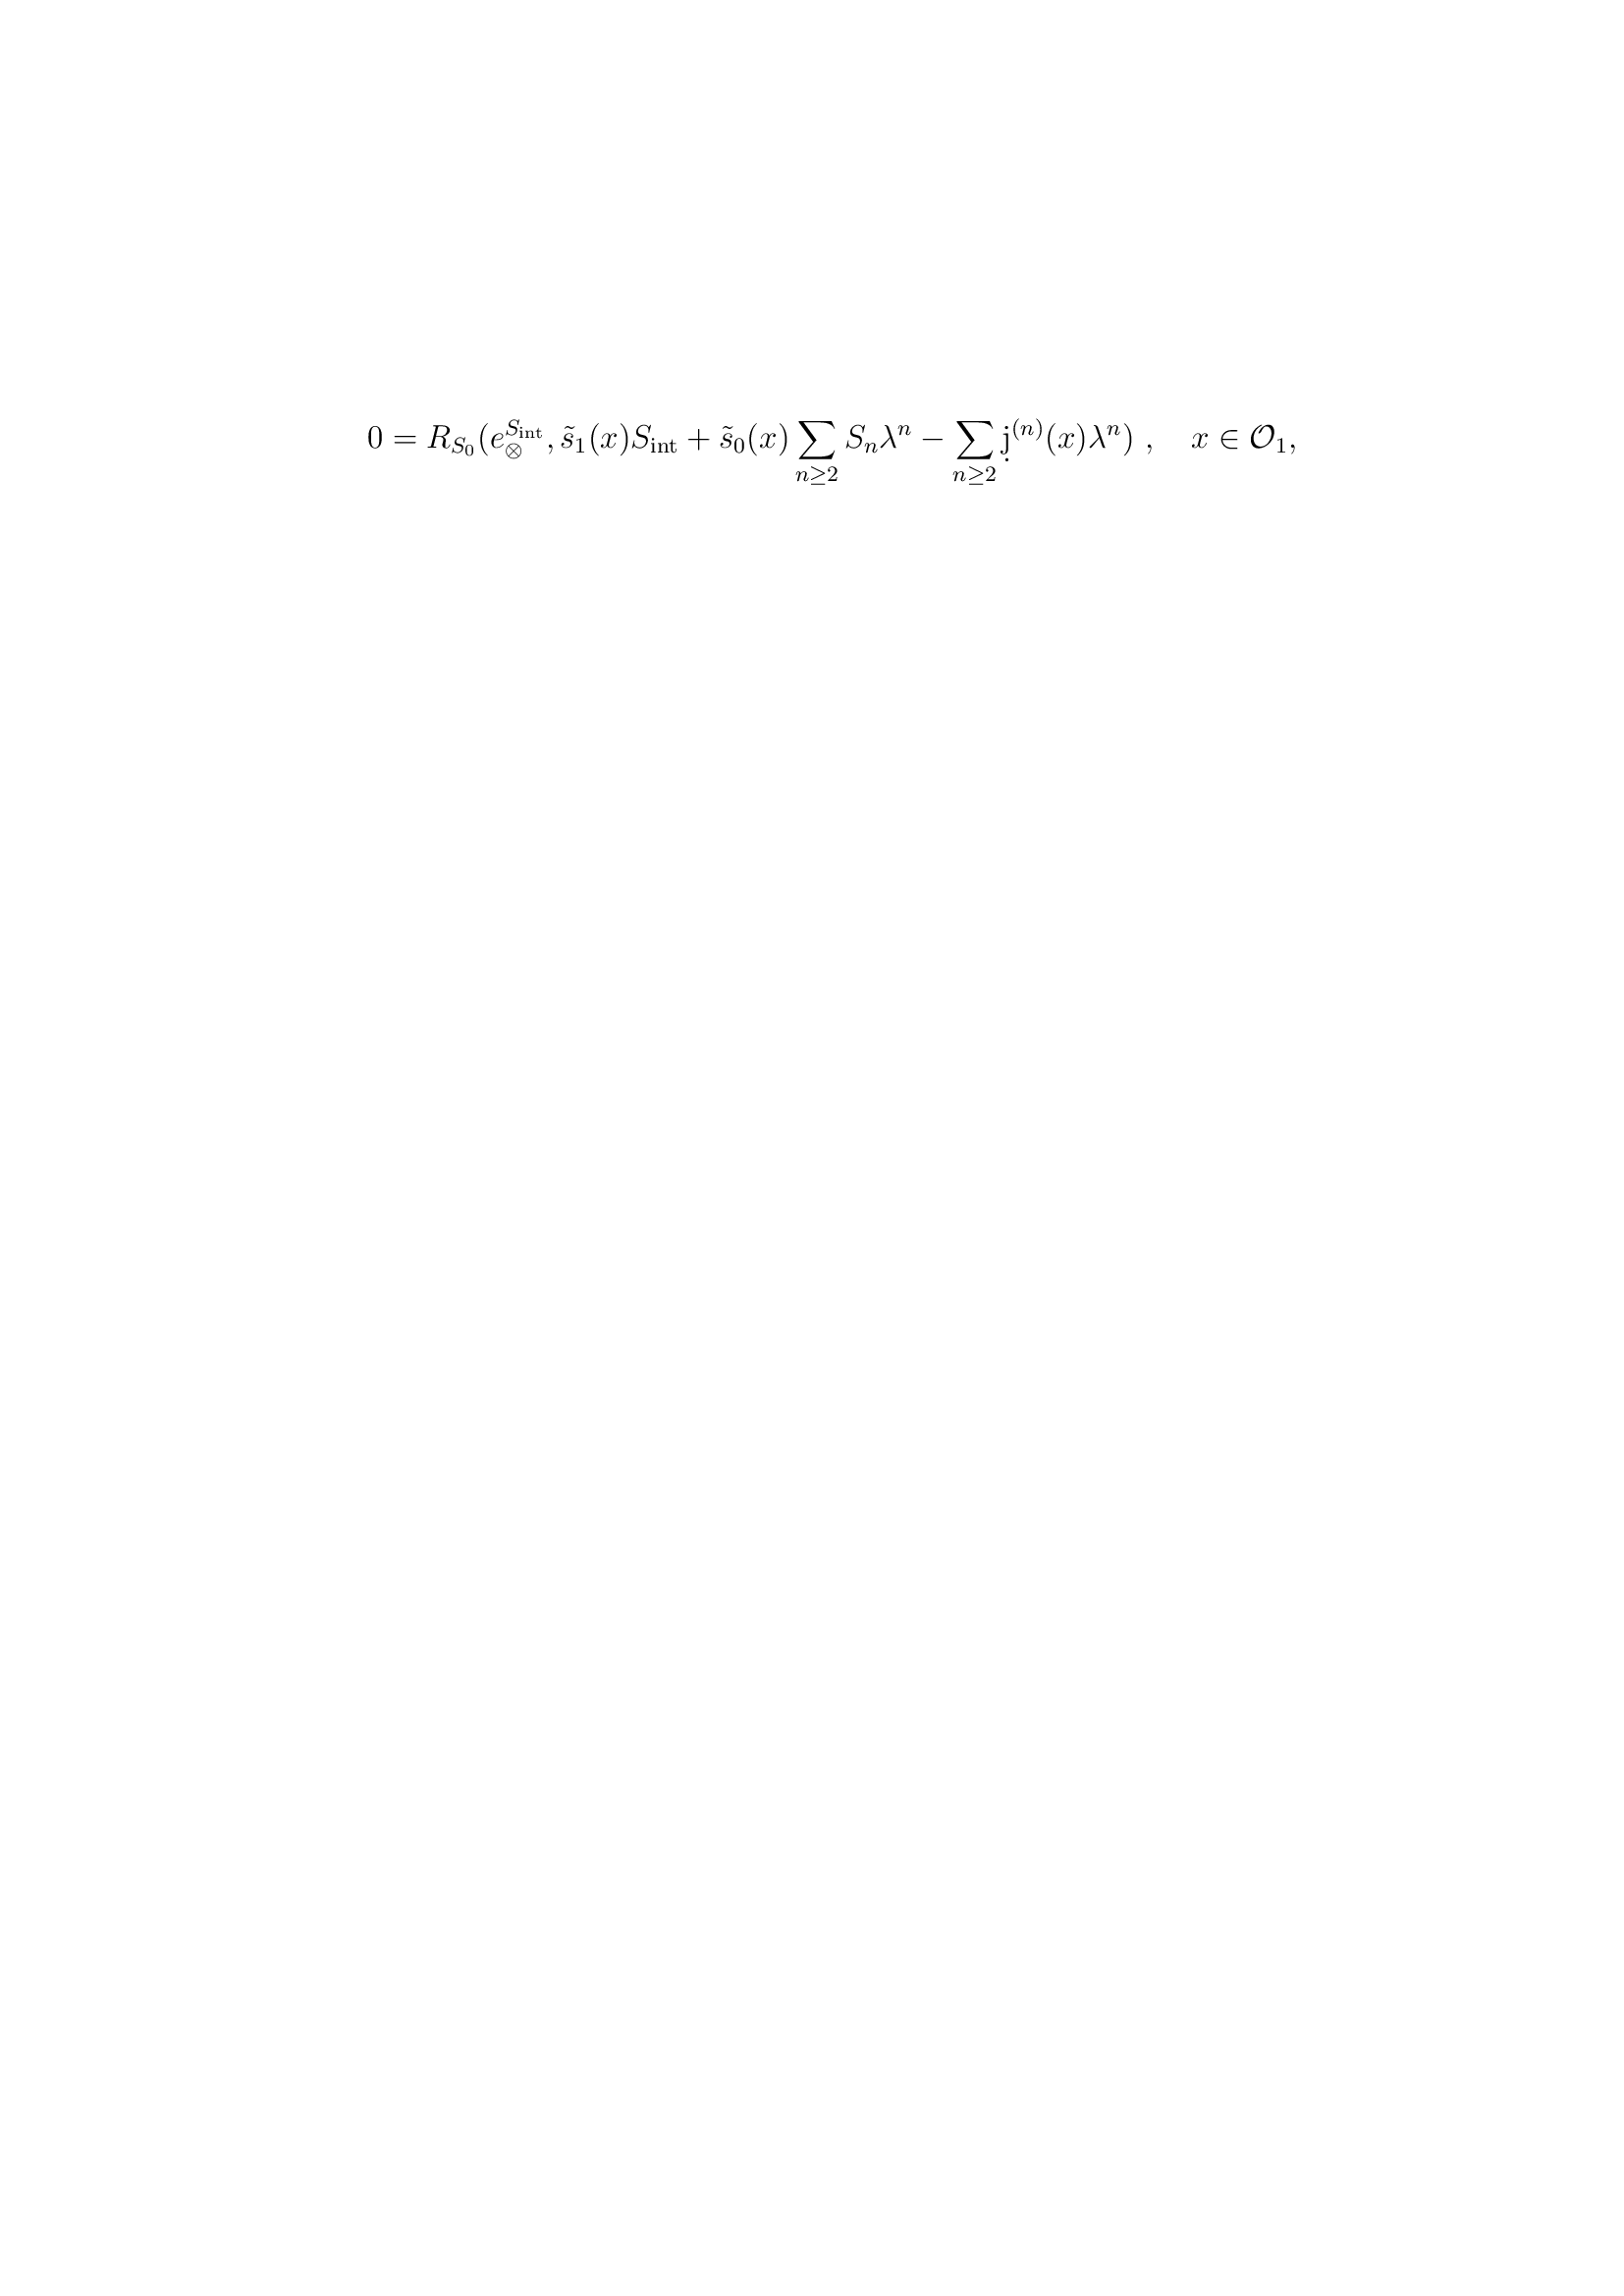 $0 = R_{S_0}(e_{\otimes}^{S_{\mathrm{int}}}, \tilde{s}_1(x)S_{\mathrm{int}} + \tilde{s}_0(x)\sum_{n\geq 2} S_n\lambda^n - \sum_{n\geq 2} \text{\d{j}}^{(n)}(x)\lambda^n) \ , \quad x \in \mathcal{O}_1,$